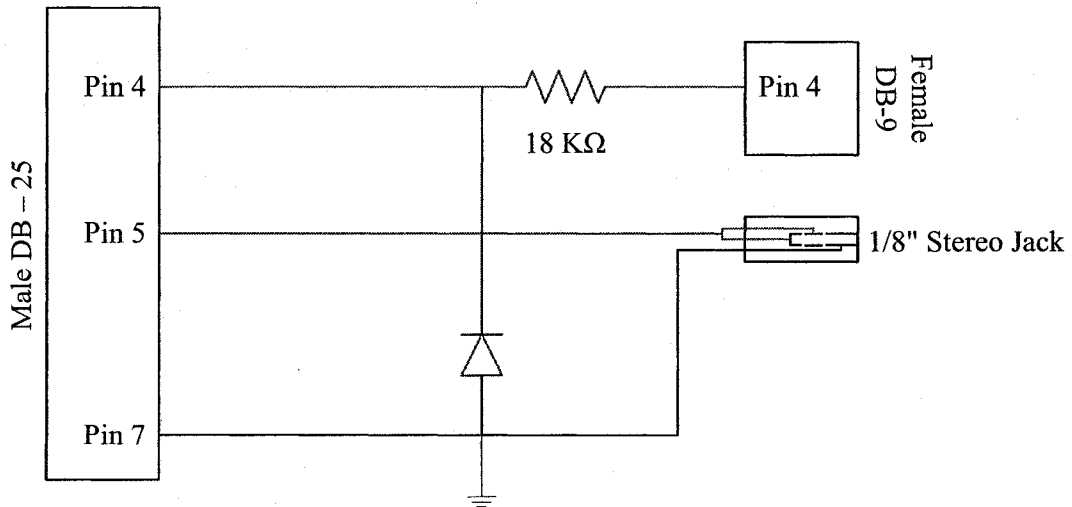 Pin 4
Pin 4
Female
DB-9
18 KΩ
Male DB – 25
Pin 5
1/8" Stereo Jack
Pin 7